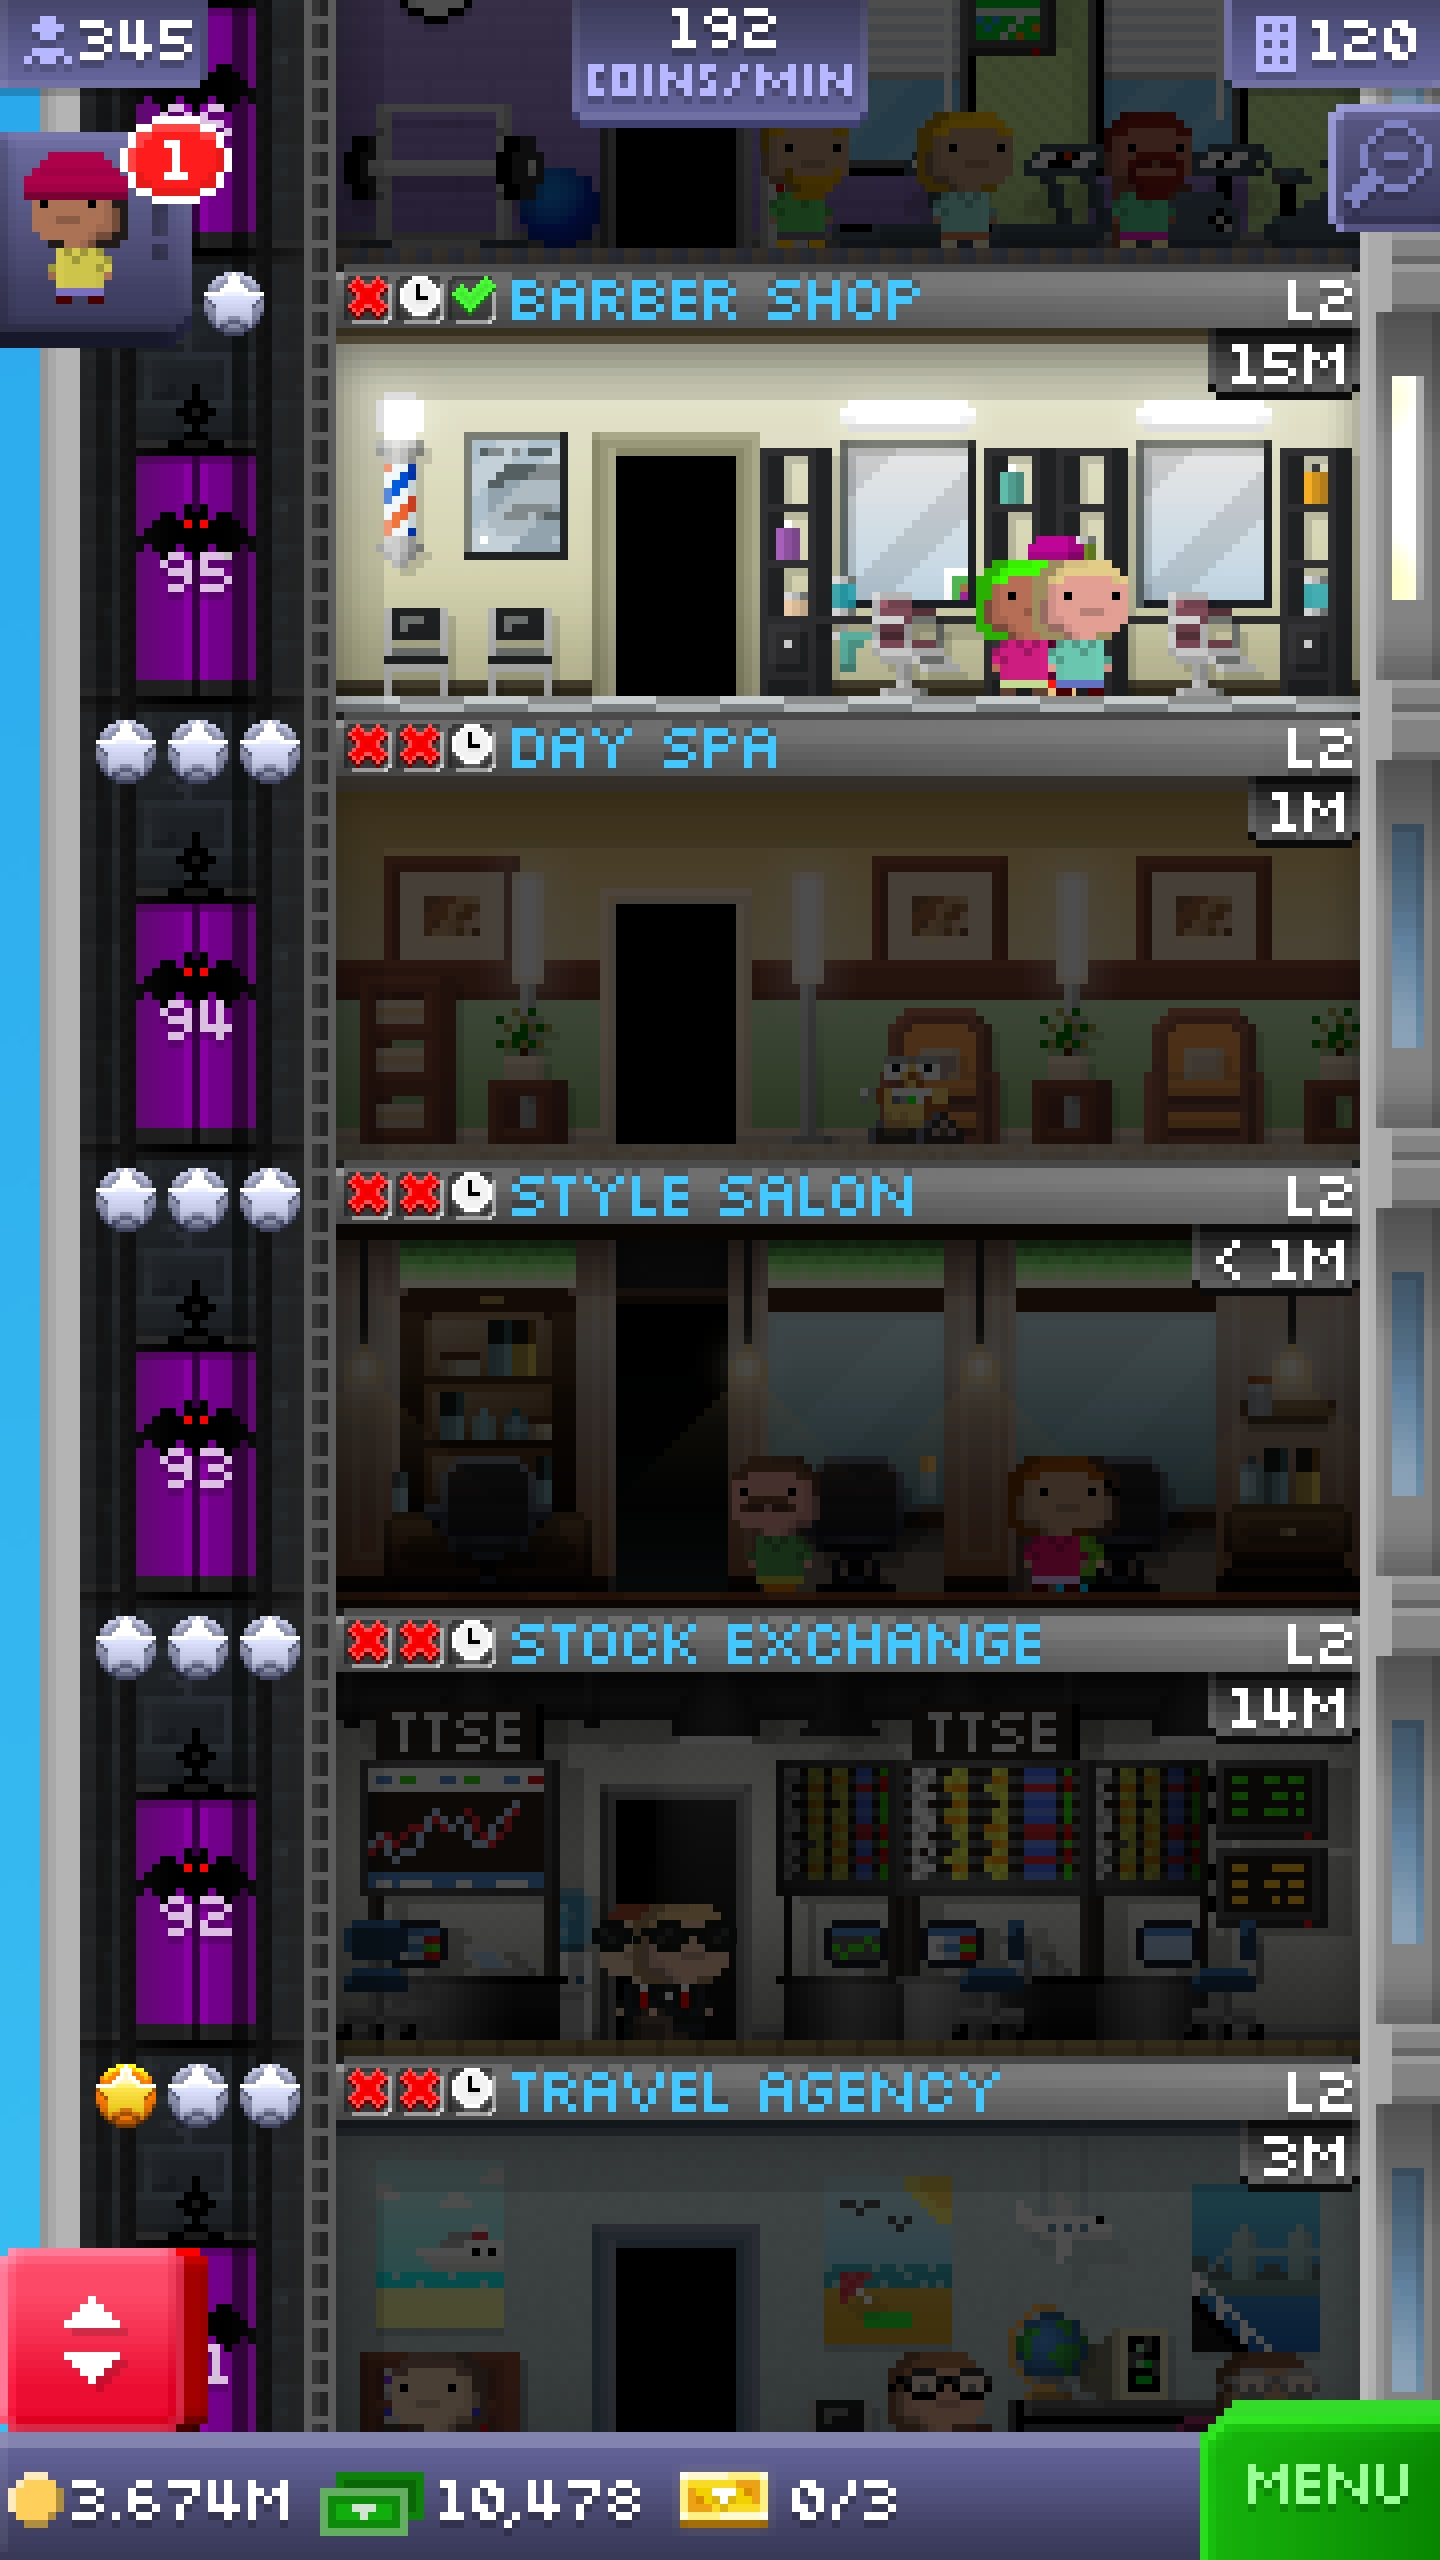 345
192
COINS/MIN
120
1
BARBER SHOP
L2
15M
95
DAY SPA
L2
1M
94
STYLE SALON
L2
< 1M
93
STOCK EXCHANGE
L2
14M
TTSE
TTSE
92
TRAVEL AGENCY
L2
3M
1
3.674M
10,478
0/3
MENU